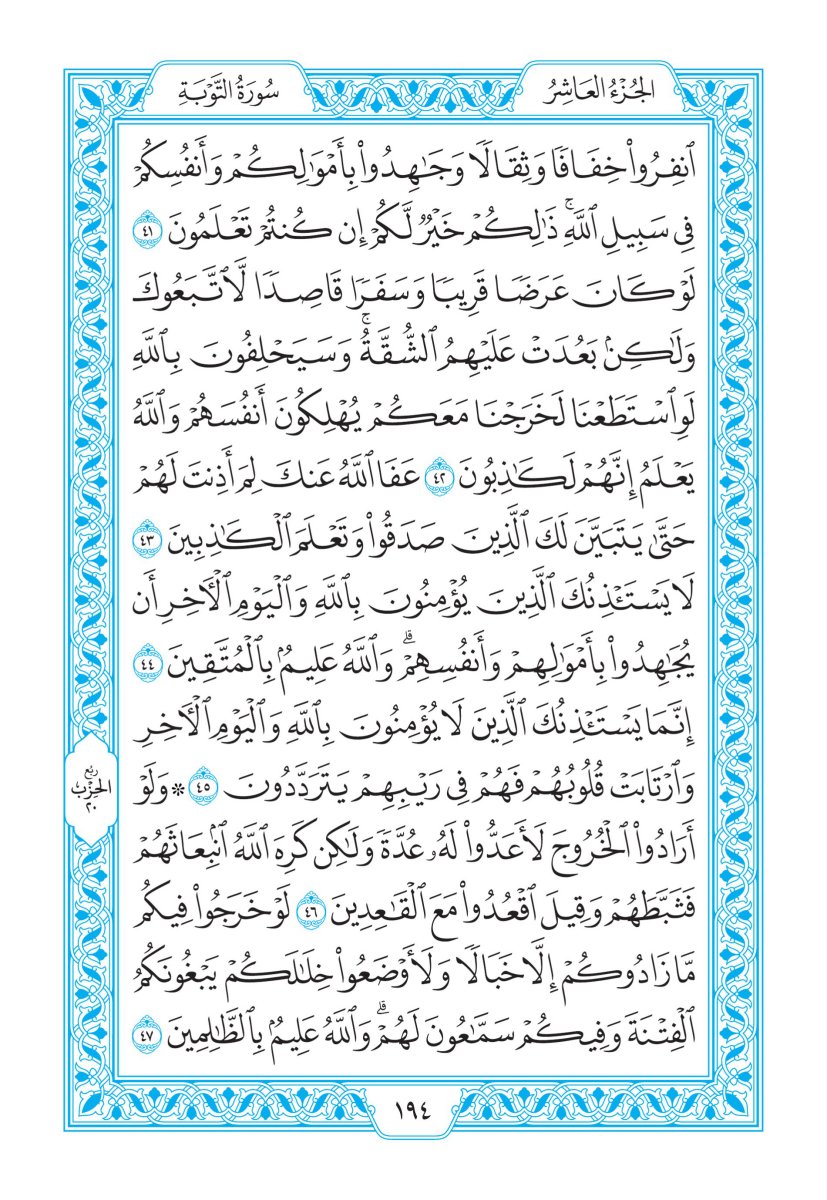 الجُزْءُ العَاشِرُ
سُورَةُ التَّوْبَةِ
ٱنفِرُوا۟ خِفَافًا وَثِقَالًا وَجَٰهِدُوا۟ بِأَمْوَٰلِكُمْ وَأَنفُسِكُمْ
فِى سَبِيلِ ٱللَّهِۚ ذَٰلِكُمْ خَيْرٌ لَّكُمْ إِن كُنتُمْ تَعْلَمُونَ ٤١
لَوْ كَانَ عَرَضًا قَرِيبًا وَسَفَرًا قَاصِدًا لَّٱتَّبَعُوكَ
وَلَٰكِنۢ بَعُدَتْ عَلَيْهِمُ ٱلشُّقَّةُۚ وَسَيَحْلِفُونَ بِٱللَّهِ
لَوِ ٱسْتَطَعْنَا لَخَرَجْنَا مَعَكُمْ يُهْلِكُونَ أَنفُسَهُمْ وَٱللَّهُ
يَعْلَمُ إِنَّهُمْ لَكَٰذِبُونَ ٤٢ عَفَا ٱللَّهُ عَنكَ لِمَ أَذِنتَ لَهُمْ
حَتَّىٰ يَتَبَيَّنَ لَكَ ٱلَّذِينَ صَدَقُوا۟ وَتَعْلَمَ ٱلْكَٰذِبِينَ ٤٣
لَا يَسْتَـْٔذِنُكَ ٱلَّذِينَ يُؤْمِنُونَ بِٱللَّهِ وَٱلْيَوْمِ ٱلْءَاخِرِ أَن
يُجَٰهِدُوا۟ بِأَمْوَٰلِهِمْ وَأَنفُسِهِمْۗ وَٱللَّهُ عَلِيمٌۢ بِٱلْمُتَّقِينَ ٤٤
إِنَّمَا يَسْتَـْٔذِنُكَ ٱلَّذِينَ لَا يُؤْمِنُونَ بِٱللَّهِ وَٱلْيَوْمِ ٱلْءَاخِرِ
وَٱرْتَابَتْ قُلُوبُهُمْ فَهُمْ فِى رَيْبِهِمْ يَتَرَدَّدُونَ ٤٥ * وَلَوْ
أَرَادُوا۟ ٱلْخُرُوجَ لَأَعَدُّوا۟ لَهُۥ عُدَّةً وَلَٰكِن كَرِهَ ٱللَّهُ ٱنۢبِعَاثَهُمْ
فَثَبَّطَهُمْ وَقِيلَ ٱقْعُدُوا۟ مَعَ ٱلْقَٰعِدِينَ ٤٦ لَوْ خَرَجُوا۟ فِيكُم
مَّا زَادُوكُمْ إِلَّا خَبَالًا وَلَأَوْضَعُوا۟ خِلَٰلَكُمْ يَبْغُونَكُمُ
ٱلْفِتْنَةَ وَفِيكُمْ سَمَّٰعُونَ لَهُمْۗ وَٱللَّهُ عَلِيمٌۢ بِٱلظَّٰلِمِينَ ٤٧
رُبُع
الحِزْب
٢٠
١٩٤